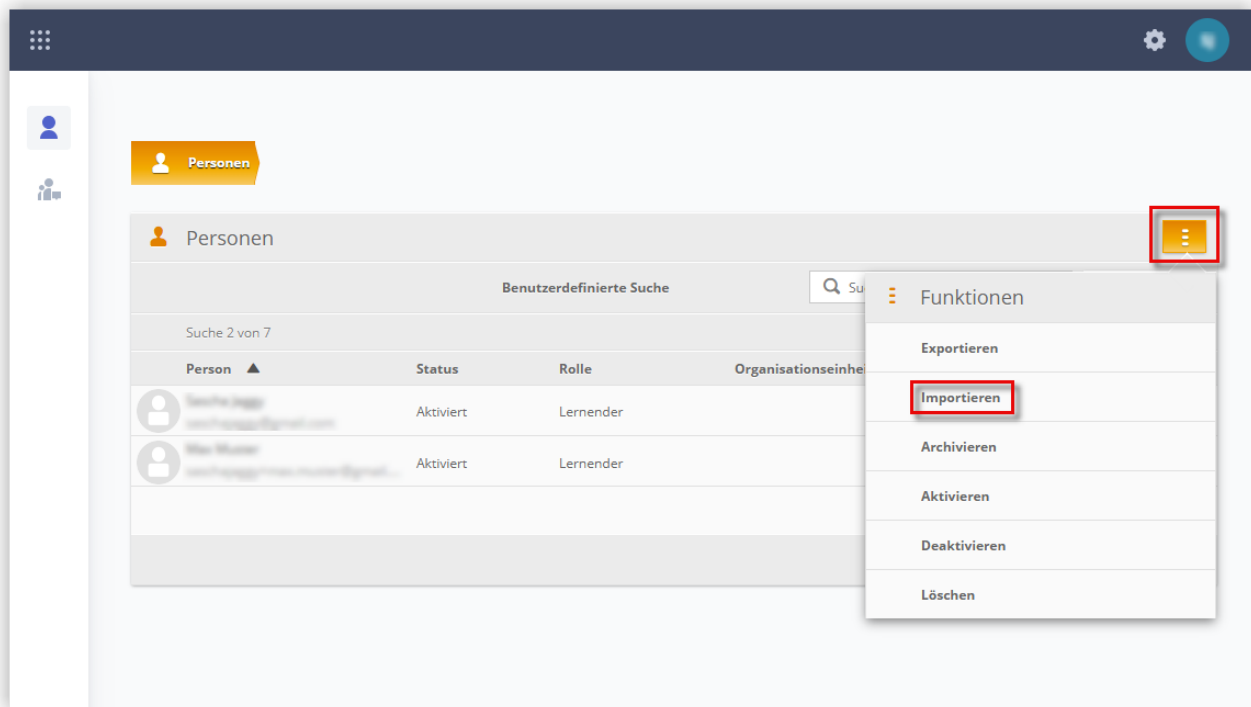 Personen
Personen
Benutzerdefinierte Suche
Su
Suche 2 von 7
Person Status Rolle Organisationseinhei
Aktiviert Lernender
Aktiviert Lernender
Funktionen
Exportieren
Importieren
Archivieren
Aktivieren
Deaktivieren
Löschen